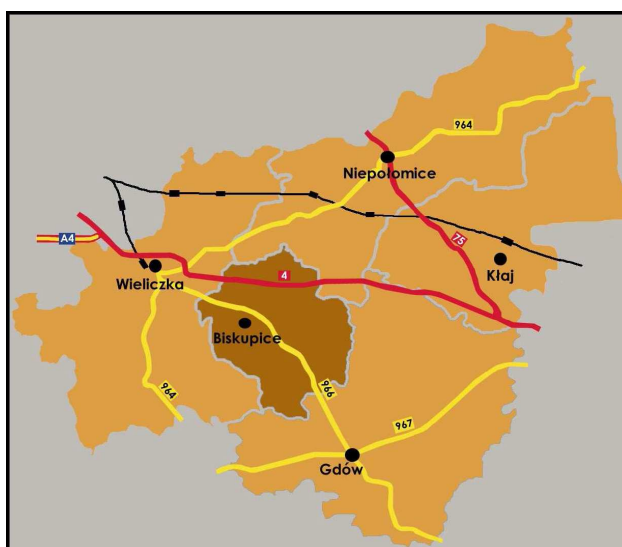 964
Niepołomice
A4
75
Kłaj
Wieliczka
4
Biskupice
964
966
967
Gdów